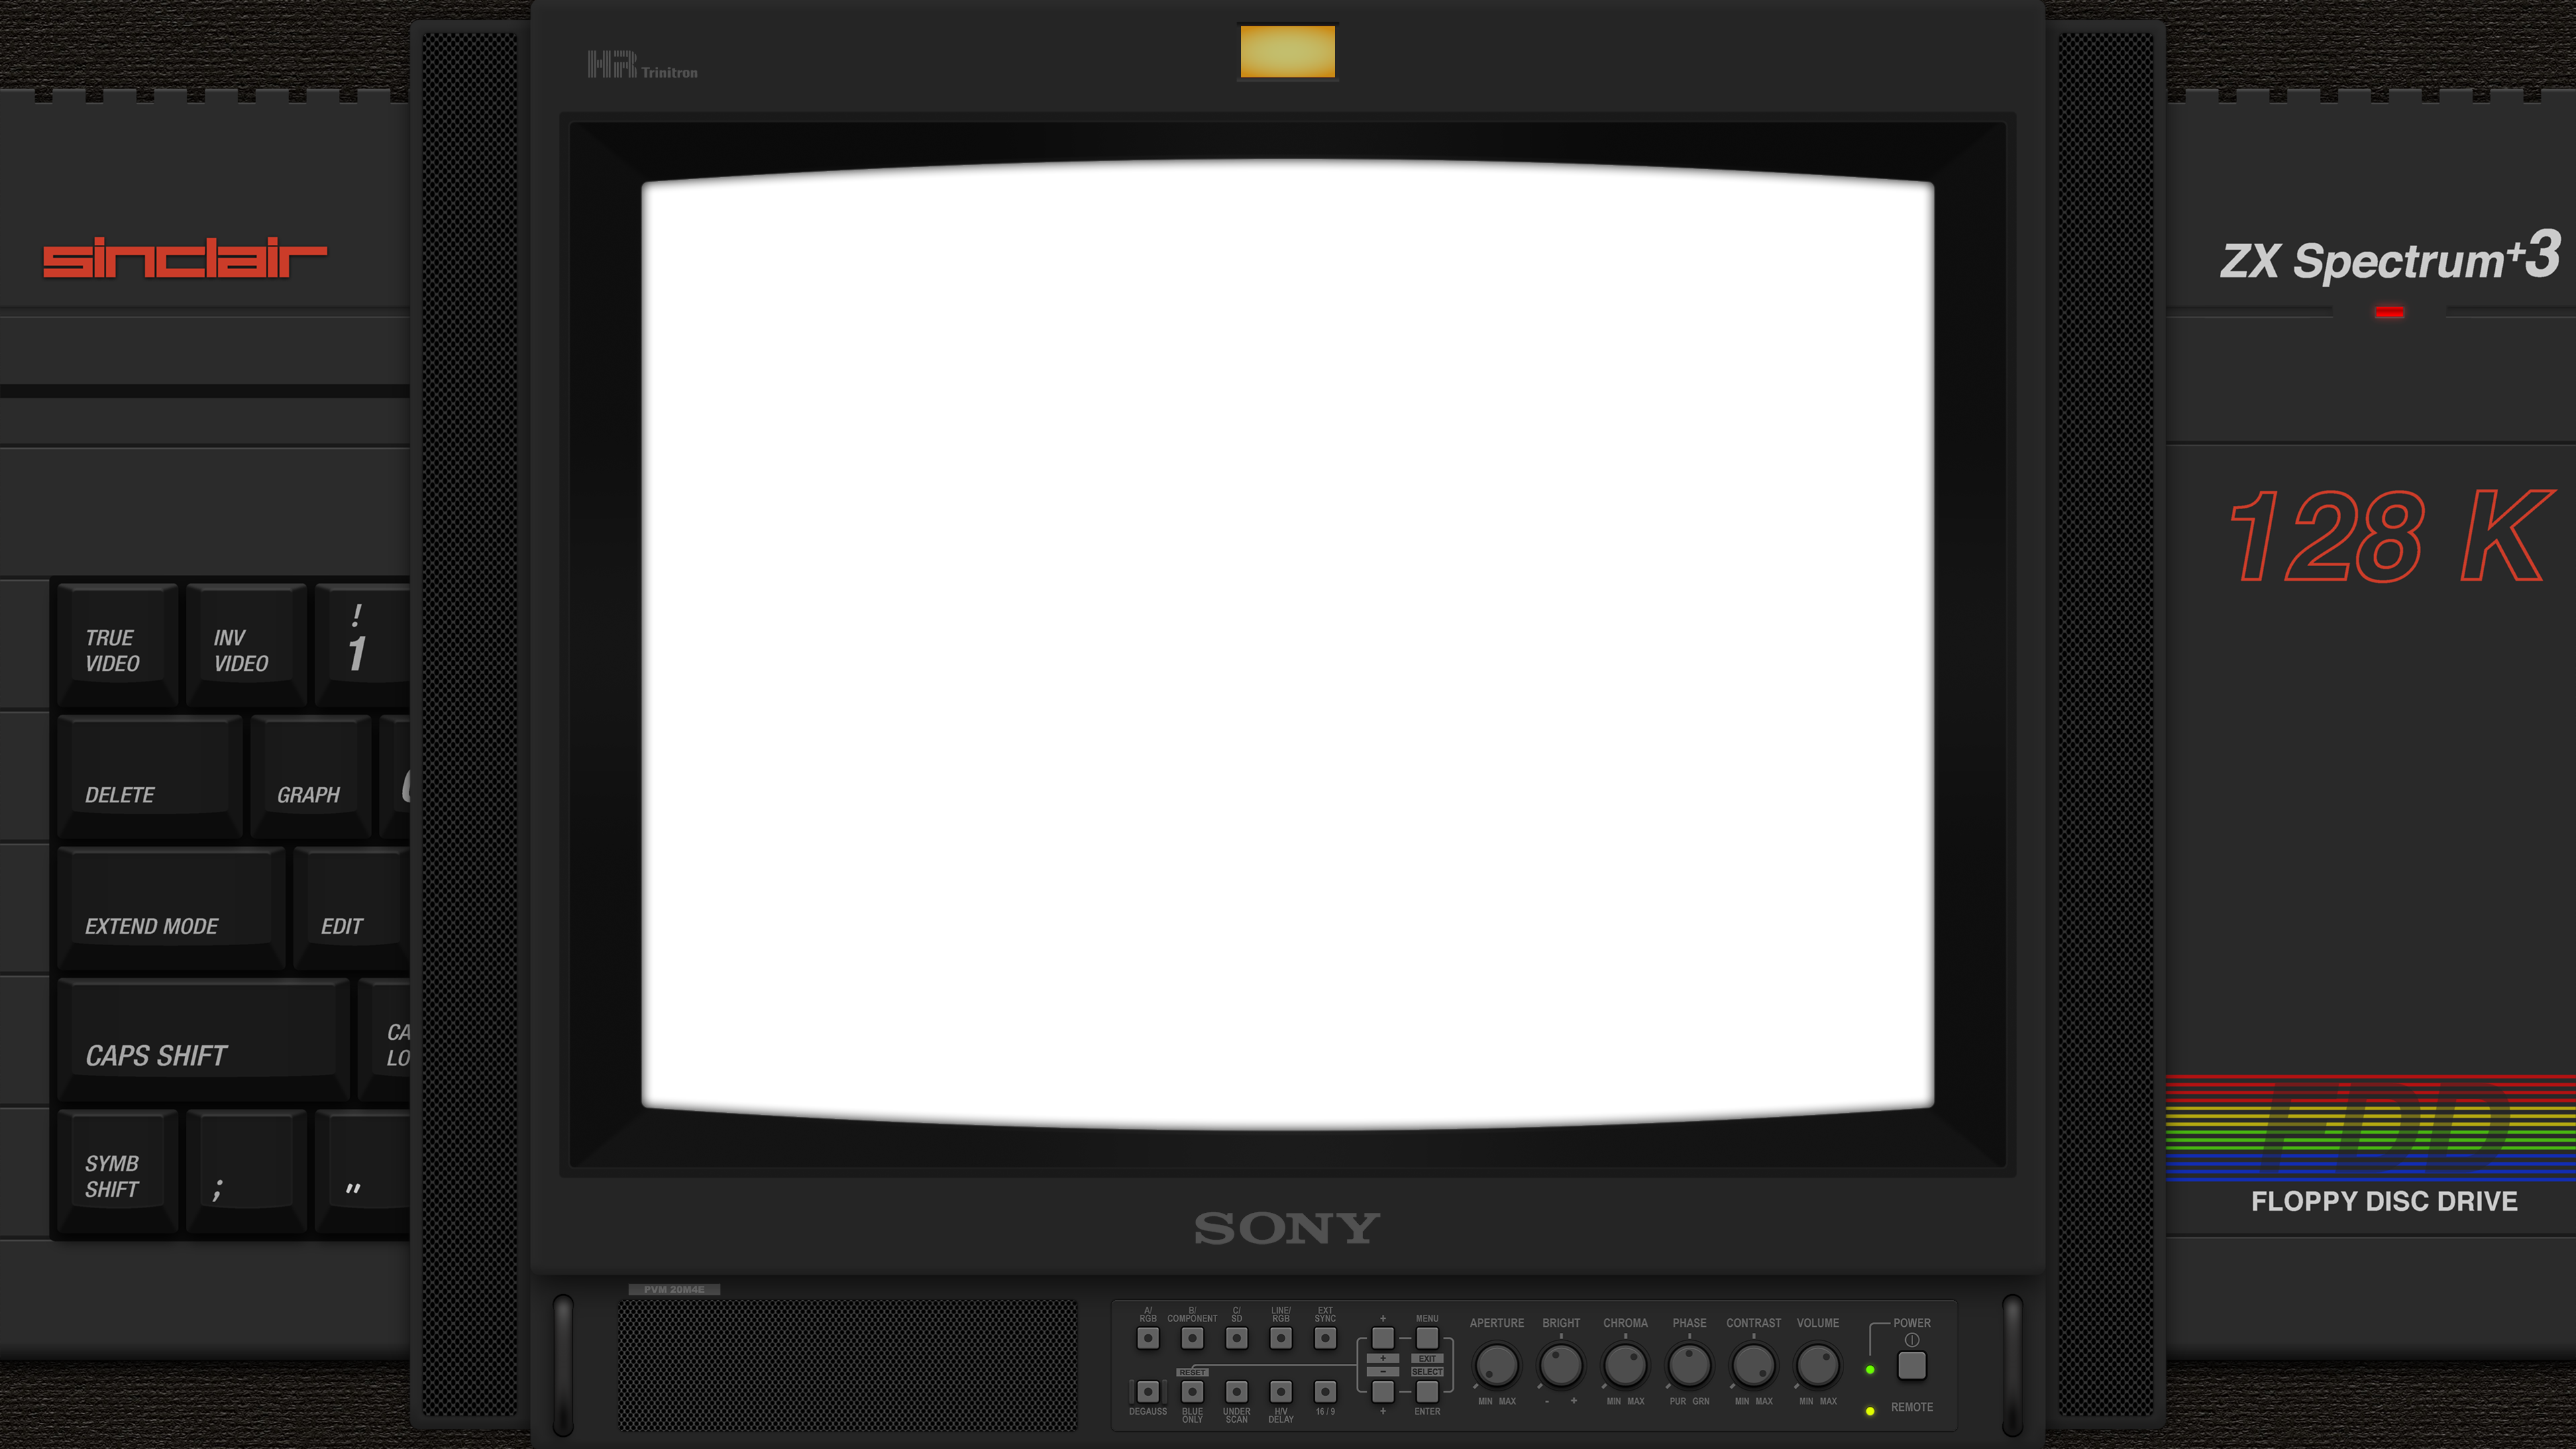 HR Trinitron
sinclair
ZX Spectrum+3
128 K
TRUE
VIDEO
INV
VIDEO
!
1
DELETE
GRAPH
EXTEND MODE
EDIT
CAPS SHIFT
CA
LO
SYMB
SHIFT
;
"
FDD
FLOPPY DISC DRIVE
SONY
PVM 20M4E
A/
RGB
B/
COMPONENT
C/
SD
LINE/
RGB
EXT
SYNC
+
MENU
+
EXIT
RESET
−
SELECT
DEGAUSS
BLUE
ONLY
UNDER
SCAN
H/V
DELAY
16 / 9
+
ENTER
APERTURE
BRIGHT
CHROMA
PHASE
CONTRAST
VOLUME
MIN MAX
- +
MIN MAX
PUR GRN
MIN MAX
MIN MAX
POWER
REMOTE